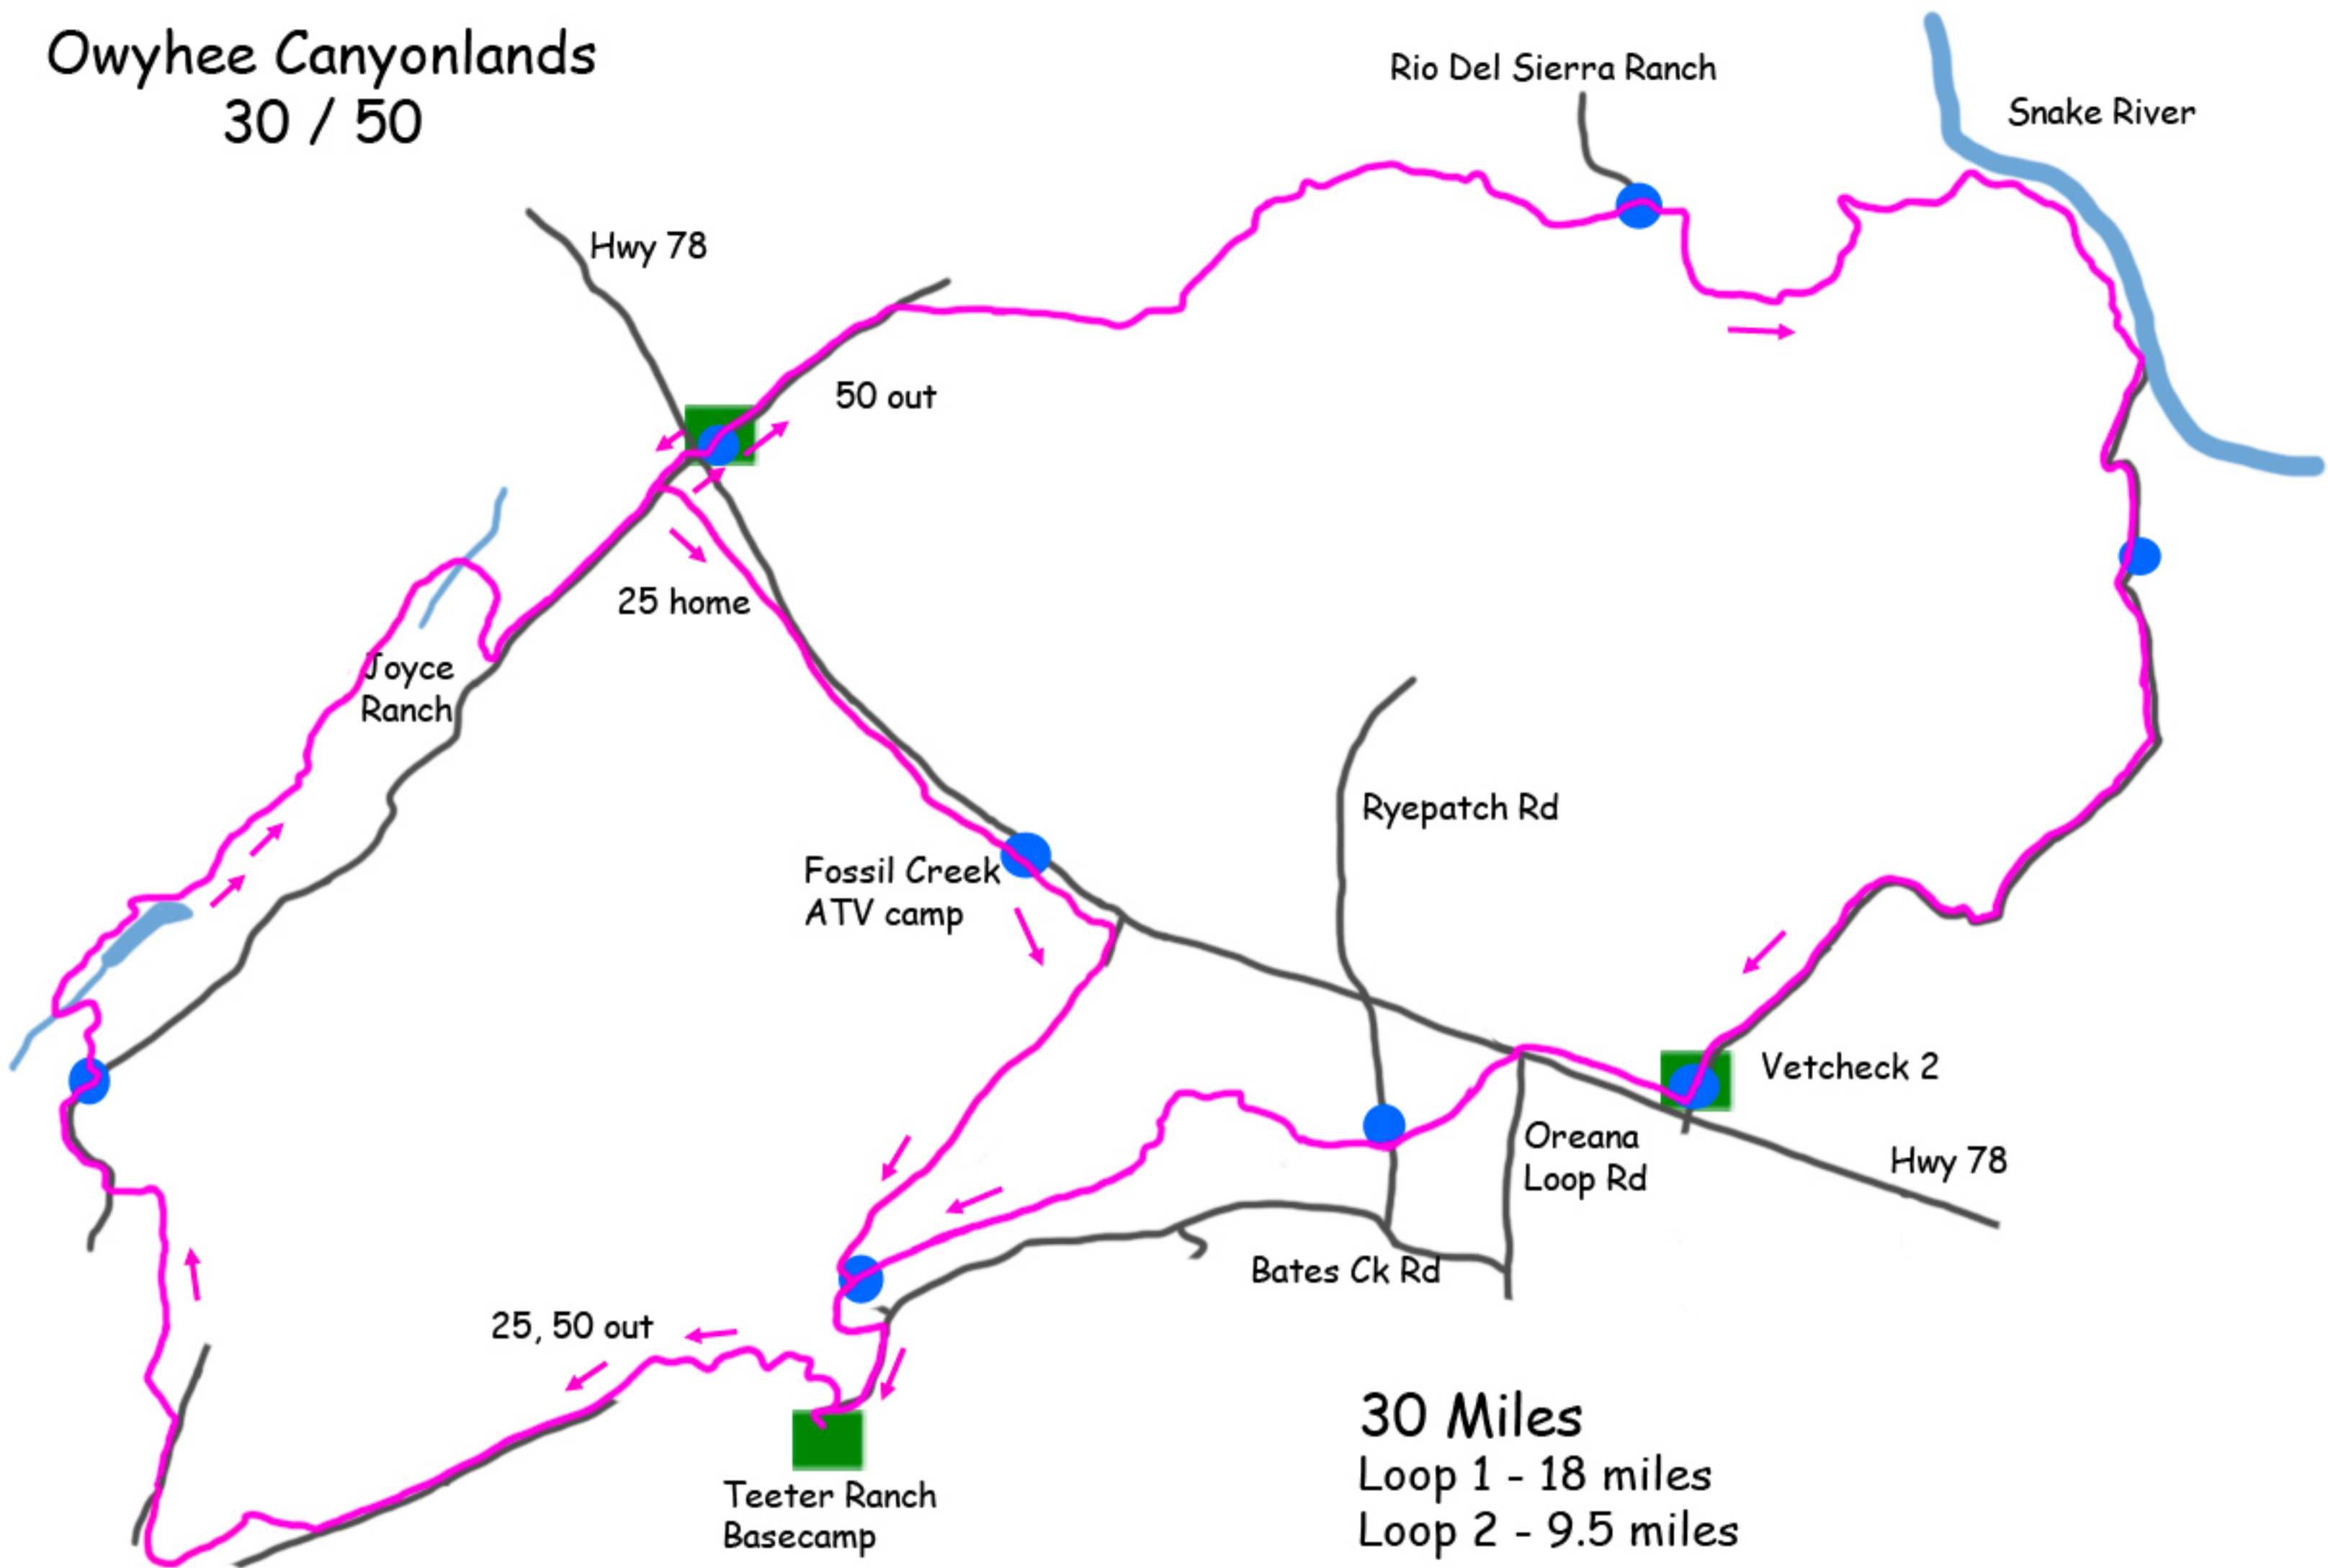 Owyhee Canyonlands
30 / 50
Rio Del Sierra Ranch
Snake River
Hwy 78
50 out
25 home
Joyce
Ranch
Ryepatch Rd
Fossil Creek
ATV camp
Vetcheck 2
Oreana
Loop Rd
Hwy 78
Bates Ck Rd
25, 50 out
Teeter Ranch
Basecamp
30 Miles
Loop 1 - 18 miles
Loop 2 - 9.5 miles